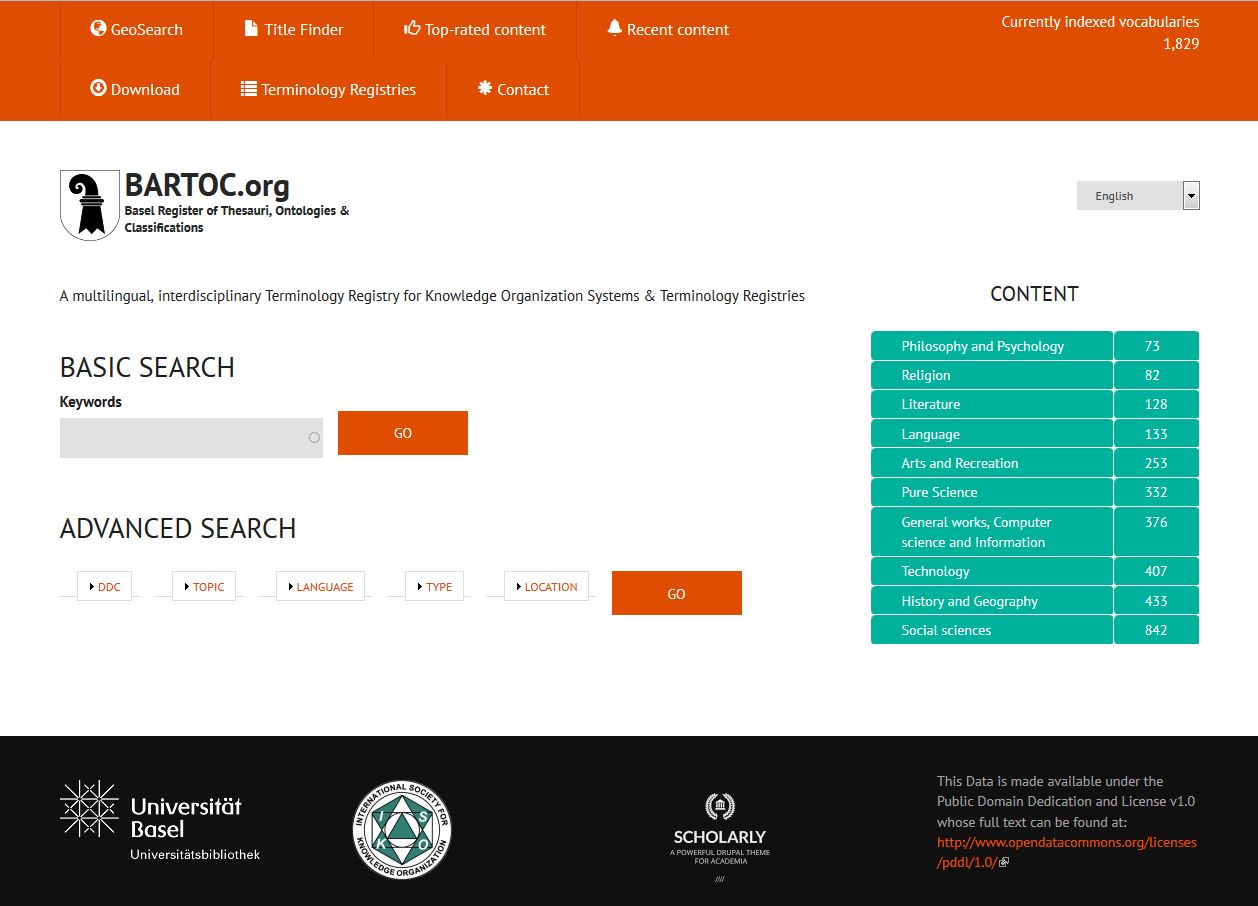 GeoSearch
Title Finder
Top-rated content
Recent content
Currently indexed vocabularies
1,829
Download
Terminology Registries
Contact
BARTOC.org
Basel Register of Thesauri, Ontologies &
Classifications
English
A multilingual, interdisciplinary Terminology Registry for Knowledge Organization Systems & Terminology Registries
BASIC SEARCH
Keywords
GO
ADVANCED SEARCH
DDC
TOPIC
LANGUAGE
TYPE
LOCATION
GO
CONTENT
Philosophy and Psychology 73
Religion 82
Literature 128
Language 133
Arts and Recreation 253
Pure Science 332
General works, Computer 376
science and Information
Technology 407
History and Geography 433
Social sciences 842
Universität
Basel
Universitätsbibliothek
INTERNATIONAL SOCIETY FOR
KNOWLEDGE ORGANIZATION
I S
K O
SCHOLARLY
A POWERFUL DRUPAL THEME
FOR ACADEMIA
////
This Data is made available under the
Public Domain Dedication and License v1.0
whose full text can be found at:
http://www.opendatacommons.org/licenses
/pddl/1.0/